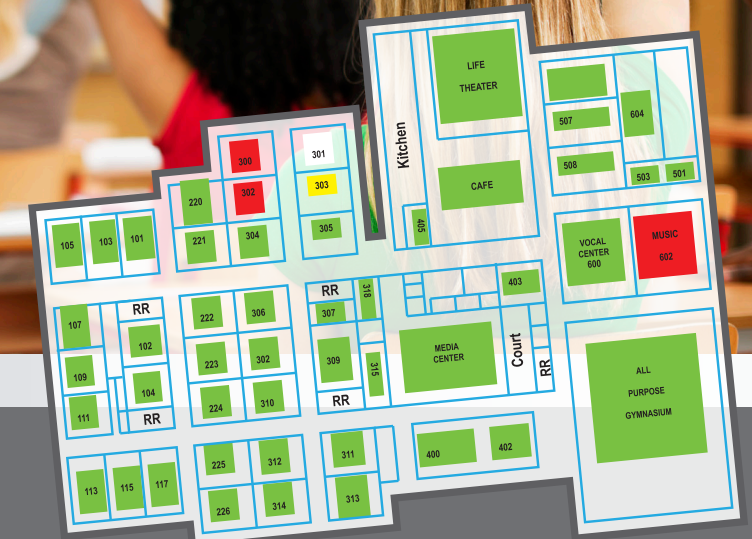 LIFE
THEATER
Kitchen
507
604
508
503
501
CAFE
405
300
301
302
303
220
305
221
304
105
103
101
VOCAL
CENTER
600
MUSIC
602
RR
318
403
107
RR
222
306
307
102
MEDIA
CENTER
Court
RR
109
223
302
309
315
104
ALL
PURPOSE
GYMNASIUM
111
RR
224
310
RR
225
312
311
400
402
113
115
117
226
314
313